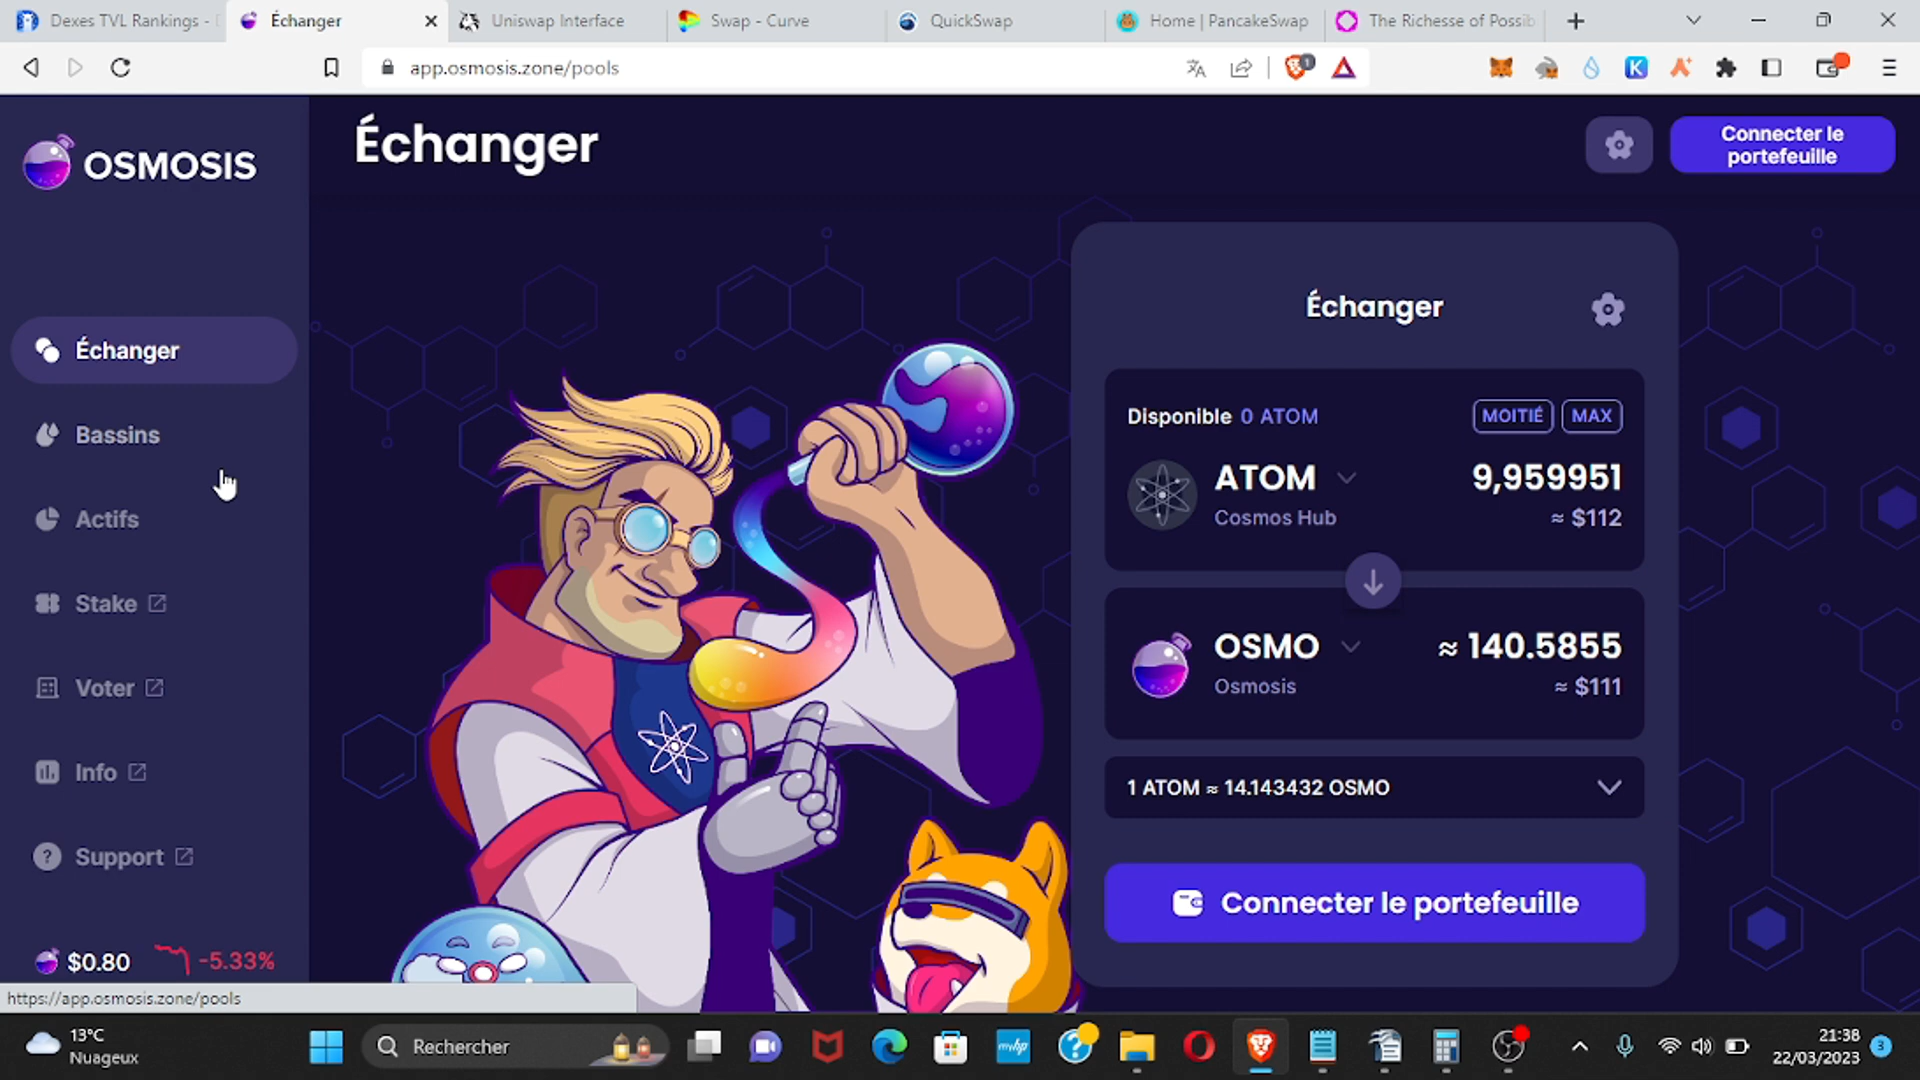 Dexes TVL Rankings -
Échanger
Uniswap Interface
Swap - Curve
QuickSwap
Home | PancakeSwap
The Richesse of Possib
app.osmosis.zone/pools
1
K
OSMOSIS
Échanger
Connecter le
portefeuille
Échanger
Bassins
Actifs
Stake
Voter
Info
Support
$0.80 -5.33%
Échanger
Disponible 0 ATOM
MOITIÉ MAX
ATOM 9,959951
Cosmos Hub ≈ $112
OSMO ≈ 140.5855
Osmosis ≈ $111
1 ATOM ≈ 14.143432 OSMO
Connecter le portefeuille
https://app.osmosis.zone/pools
13°C
Nuageux
Rechercher
myhp
21:38
22/03/2023
3